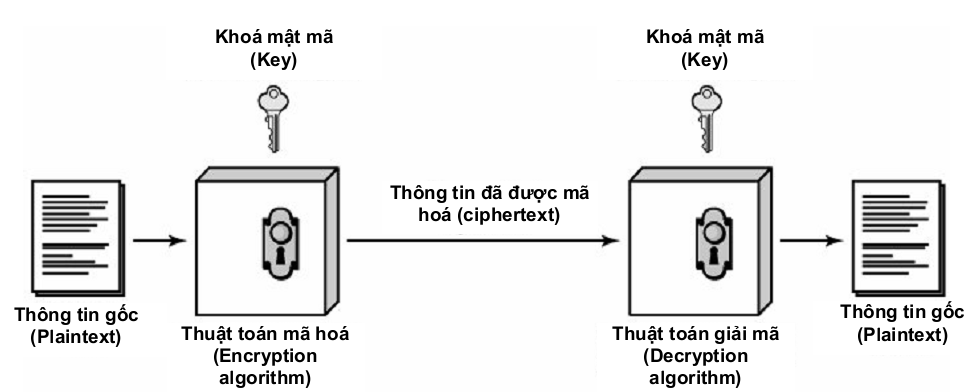 Khoá mật mã
(Key)
Khoá mật mã
(Key)
Thông tin đã được mã
hoá (ciphertext)
Thông tin gốc
(Plaintext)
Thuật toán mã hoá
(Encryption
algorithm)
Thuật toán giải mã
(Decryption
algorithm)
Thông tin gốc
(Plaintext)